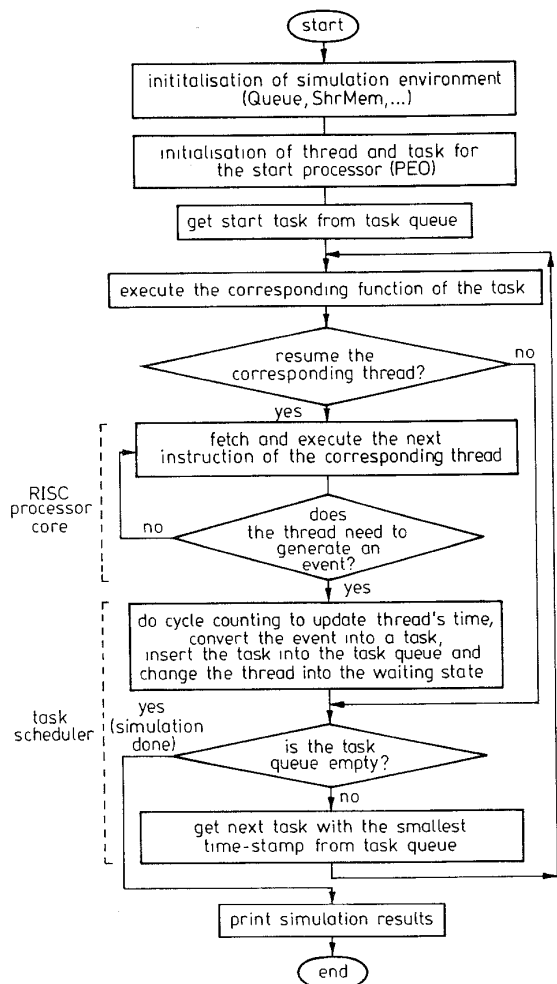 start
inititalisation of simulation environment
(Queue, ShrMem,...)
initialisation of thread and task for
the start processor (PEO)
get start task from task queue
execute the corresponding function of the task
resume the
corresponding thread?
no
yes
fetch and execute the next
instruction of the corresponding thread
RISC
processor
core
no
does
the thread need to
generate an
event?
yes
do cycle counting to update thread's time,
convert the event into a task,
insert the task into the task queue and
change the thread into the waiting state
task
scheduler
yes
(simulation
done)
is the task
queue empty?
no
get next task with the smallest
time-stamp from task queue
print simulation results
end